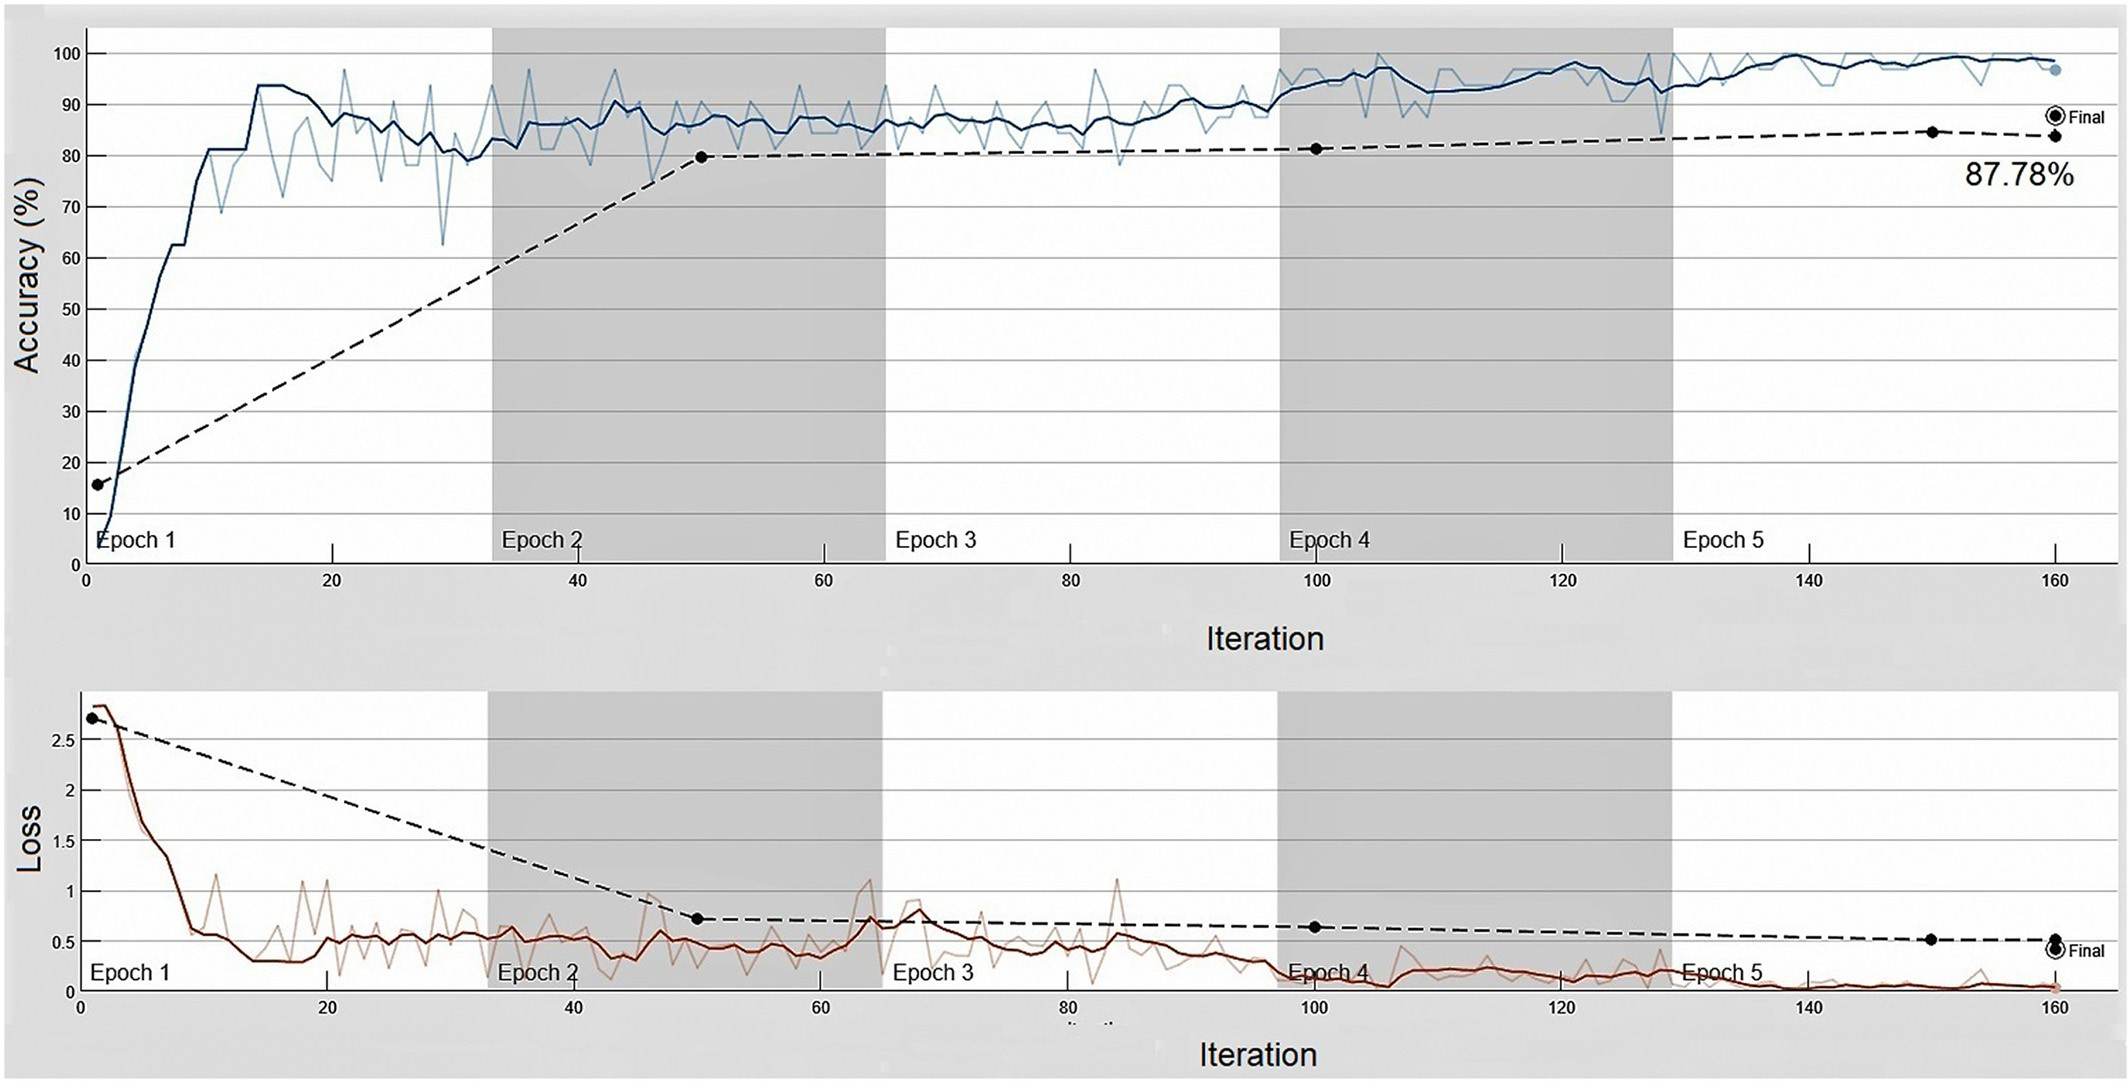 Accuracy (%)
100
90
80
70
60
50
40
30
20
10
0
Final
87.78%
Epoch 1
Epoch 2
Epoch 3
Epoch 4
Epoch 5
0 20 40 60 80 100 120 140 160
Iteration
Loss
2.5
2
1.5
1
0.5
0
Final
Epoch 1
Epoch 2
Epoch 3
Epoch 4
Epoch 5
0 20 40 60 80 100 120 140 160
Iteration